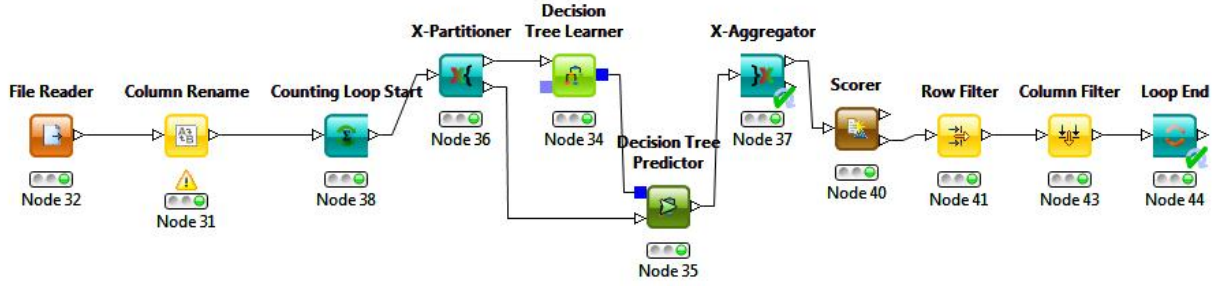 File Reader
Node 32
Column Rename
Node 31
Counting Loop Start
Node 38
X-Partitioner
Node 36
Decision
Tree Learner
Node 34
Decision Tree
Predictor
Node 35
X-Aggregator
Node 37
Scorer
Node 40
Row Filter
Node 41
Column Filter
Node 43
Loop End
Node 44